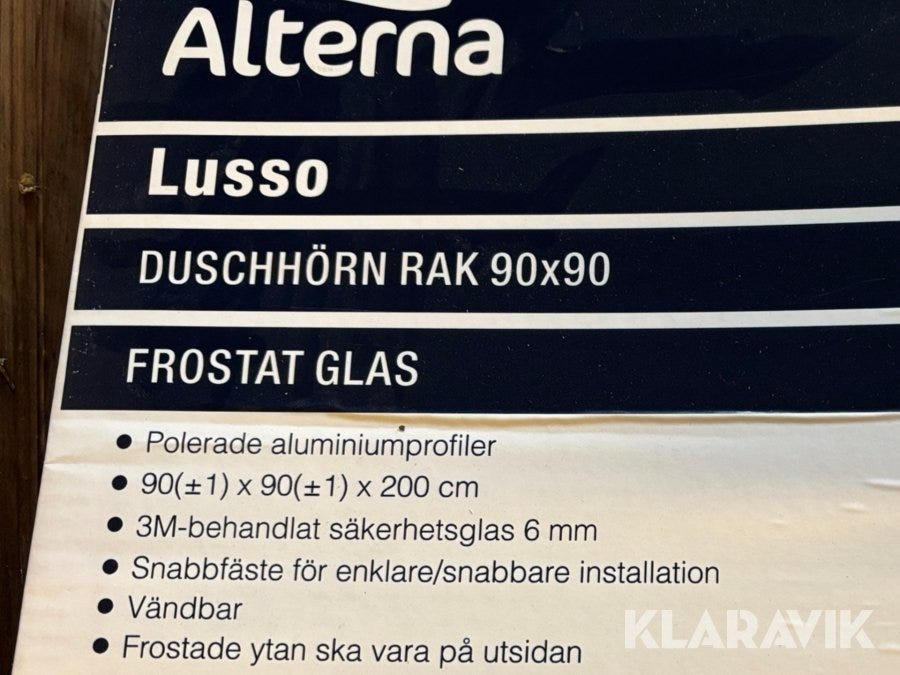 Alterna
Lusso
DUSCHHÖRN RAK 90x90
FROSTAT GLAS
• Polerade aluminiumprofiler
• 90(±1) x 90(±1) x 200 cm
• 3M-behandlat säkerhetsglas 6 mm
• Snabbfäste för enklare/snabbare installation
• Vändbar
• Frostade ytan ska vara på utsidan
KLARAVIK